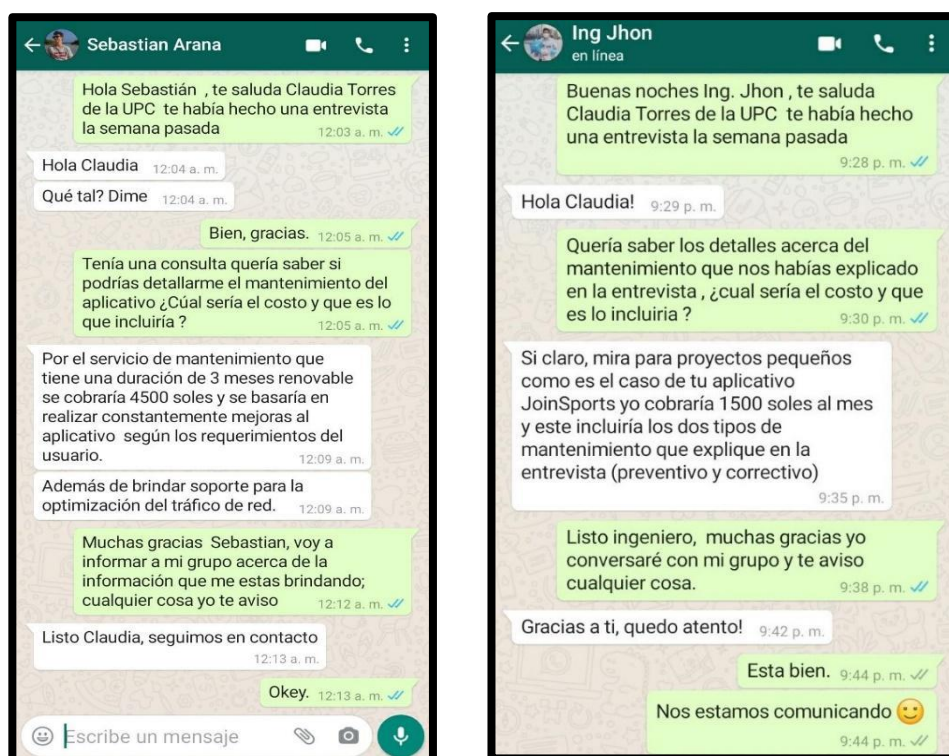 Sebastian Arana
Hola Sebastián , te saluda Claudia Torres
de la UPC te había hecho una entrevista
la semana pasada
12:03 a. m.
Hola Claudia 12:04 a. m.
Qué tal? Dime 12:04 a. m.
Bien, gracias. 12:05 a. m.
Tenía una consulta quería saber si
podrías detallarme el mantenimiento del
aplicativo ¿Cúal sería el costo y que es lo
que incluiría ?
12:05 a. m.
Por el servicio de mantenimiento que
tiene una duración de 3 meses renovable
se cobraría 4500 soles y se basaría en
realizar constantemente mejoras al
aplicativo según los requerimientos del
usuario.
12:09 a. m.
Además de brindar soporte para la
optimización del tráfico de red. 12:09 a. m.
Muchas gracias Sebastian, voy a
informar a mi grupo acerca de la
información que me estas brindando;
cualquier cosa yo te aviso 12:12 a. m.
Listo Claudia, seguimos en contacto
12:13 a. m.
Okey. 12:13 a. m.
Escribe un mensaje
Ing Jhon
en línea
Buenas noches Ing. Jhon , te saluda
Claudia Torres de la UPC te había hecho
una entrevista la semana pasada
9:28 p. m.
Hola Claudia! 9:29 p. m.
Quería saber los detalles acerca del
mantenimiento que nos habías explicado
en la entrevista , ¿cual sería el costo y que
es lo incluiria ?
9:30 p. m.
Si claro, mira para proyectos pequeños
como es el caso de tu aplicativo
JoinSports yo cobraría 1500 soles al mes
y este incluiría los dos tipos de
mantenimiento que explique en la
entrevista (preventivo y correctivo)
9:35 p. m.
Listo ingeniero, muchas gracias yo
conversaré con mi grupo y te aviso
cualquier cosa.
9:38 p. m.
Gracias a ti, quedo atento! 9:42 p. m.
Esta bien. 9:44 p. m.
Nos estamos comunicando 🙂
9:44 p. m.